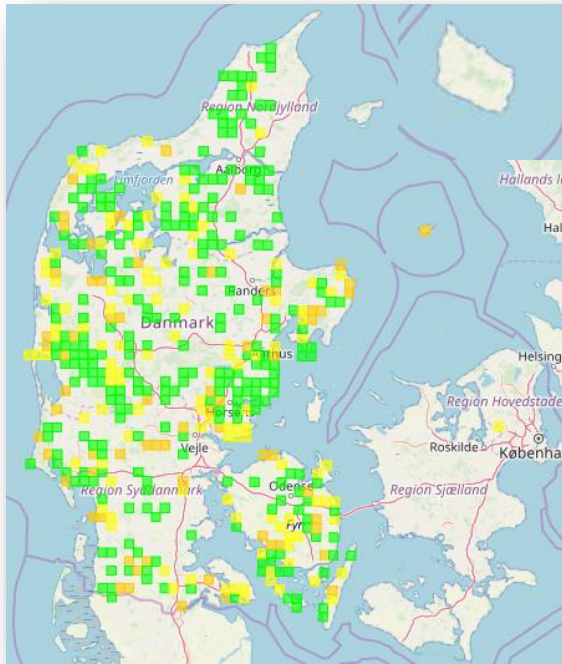 Region Nordjylland
Aalborg
Limfjorden
Hallands l
Hal
Randers
Danmark
Aarhus
Helsing
Horsens
Region Hovedstade
Vejle
Roskilde
Københa
Region Syddanmark
Odense
Region Sjælland
Fyn